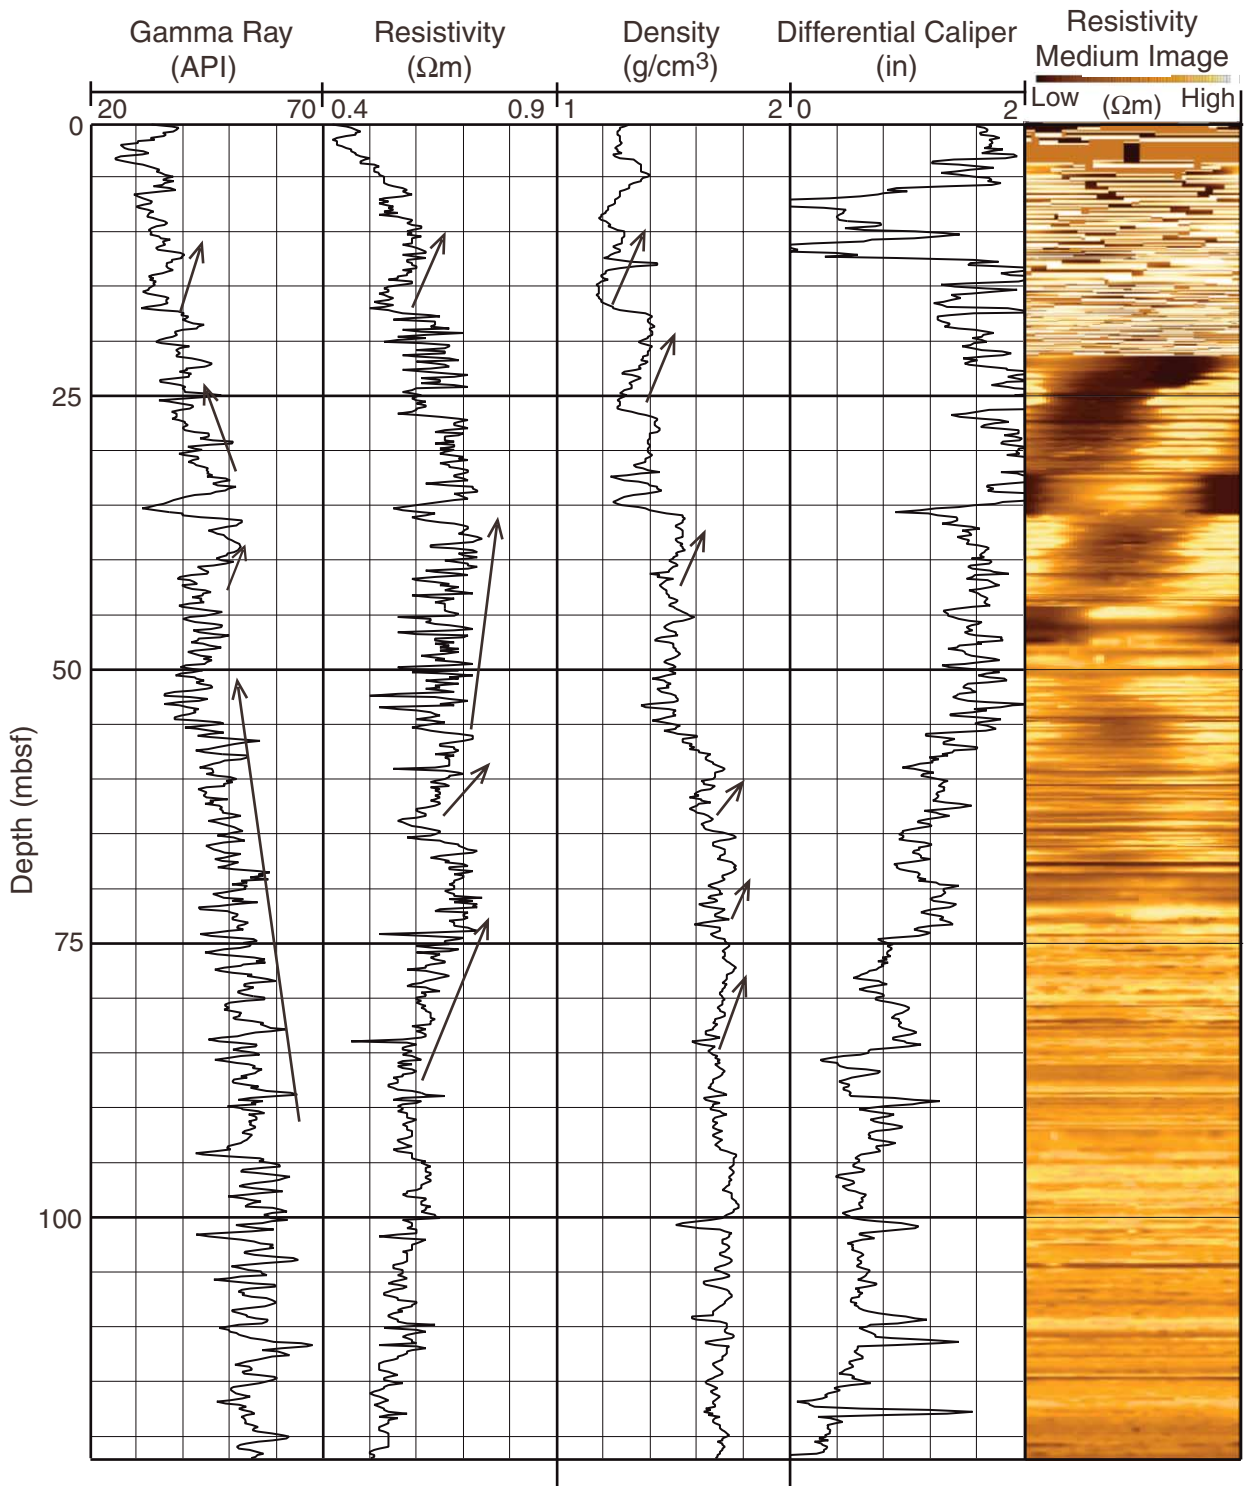 Gamma Ray
(API)
Resistivity
(Ωm)
Density
(g/cm³)
Differential Caliper
(in)
Resistivity
Medium Image
Low (Ωm) High
20 70 0.4 0.9 1 2 0 2
0
25
50
75
100
Depth (mbsf)